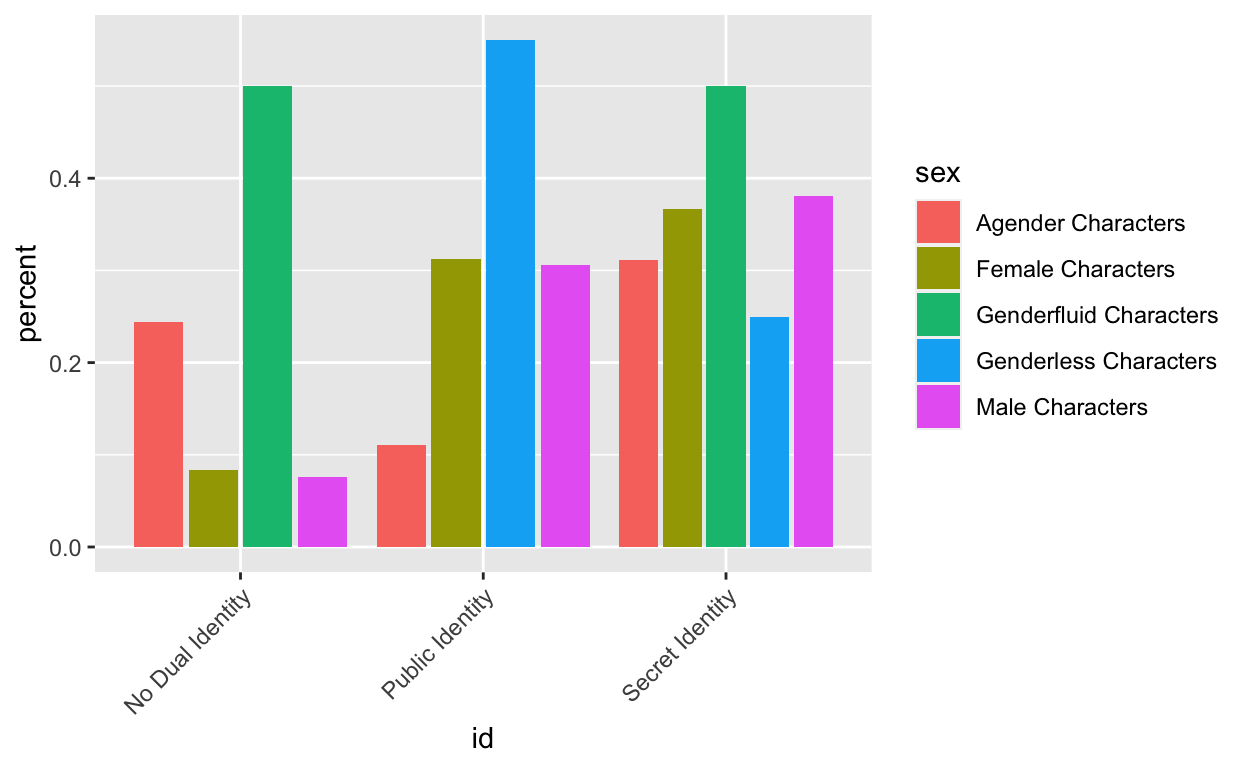 percent
0.4
0.2
0.0
No Dual Identity
Public Identity
Secret Identity
id
sex
Agender Characters
Female Characters
Genderfluid Characters
Genderless Characters
Male Characters